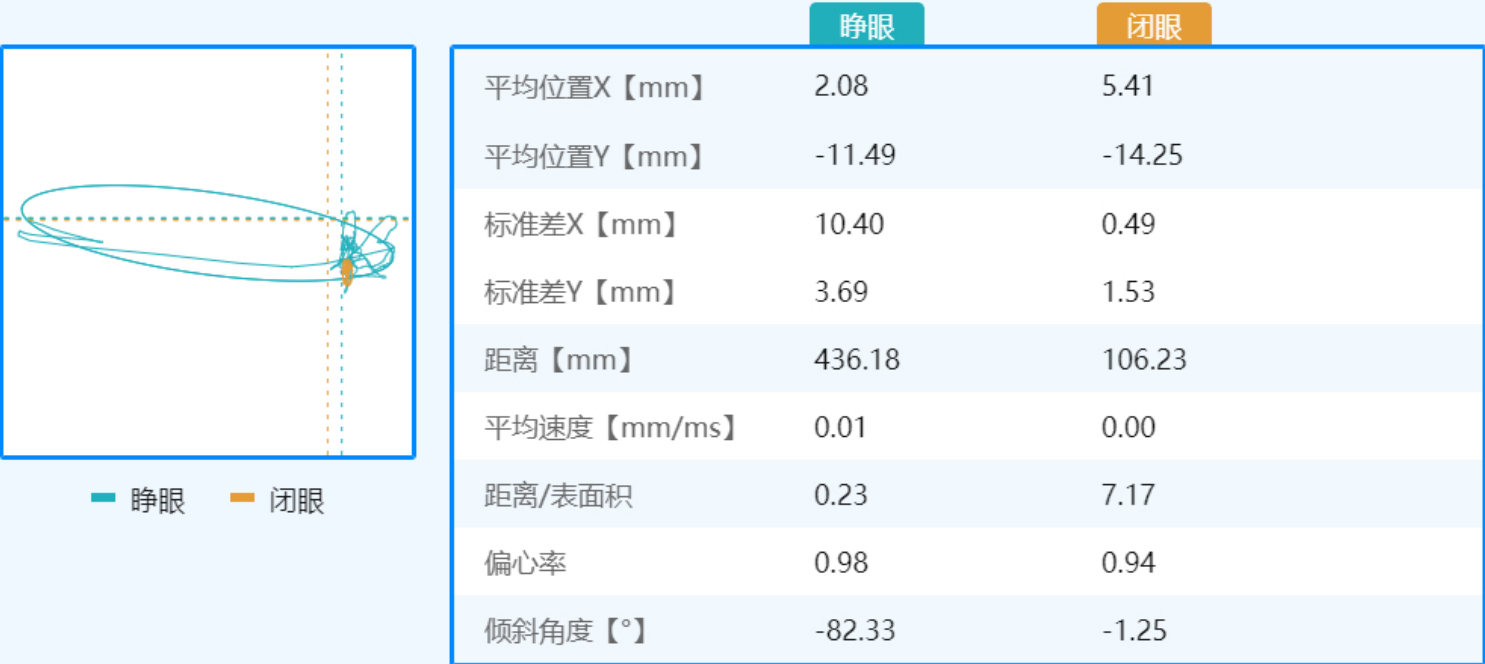 睁眼 闭眼
平均位置X【mm】 2.08 5.41
平均位置Y【mm】 -11.49 -14.25
标准差X【mm】 10.40 0.49
标准差Y【mm】 3.69 1.53
距离【mm】 436.18 106.23
平均速度【mm/ms】 0.01 0.00
距离/表面积 0.23 7.17
偏心率 0.98 0.94
倾斜角度【°】 -82.33 -1.25
睁眼 闭眼